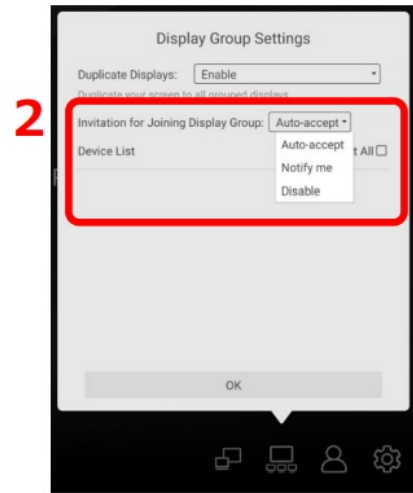 Display Group Settings
Duplicate Displays: Enable
Duplicate your screen to all grouped displays
2
Invitation for Joining Display Group: Auto-accept
Device List
Auto-accept
t All
Notify me
Disable
OK